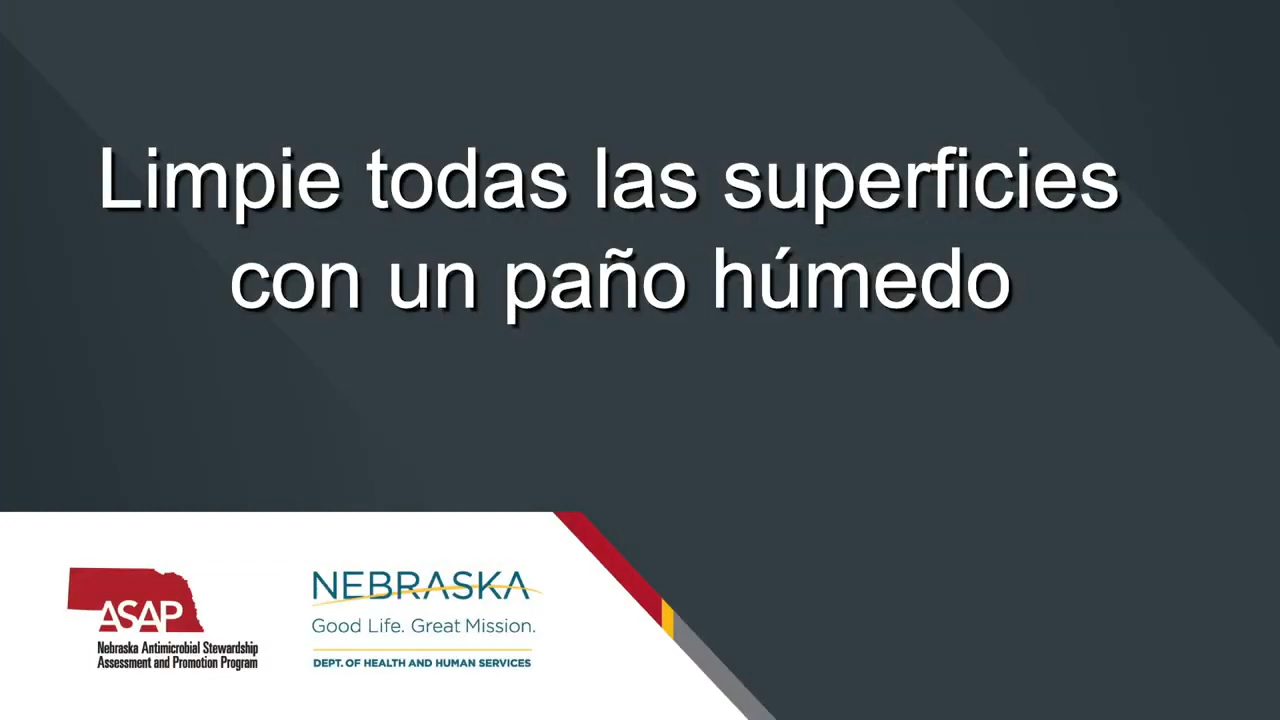 Limpie todas las superficies
con un paño húmedo
ASAP
Nebraska Antimicrobial Stewardship
Assessment and Promotion Program
NEBRASKA
Good Life. Great Mission.
DEPT. OF HEALTH AND HUMAN SERVICES